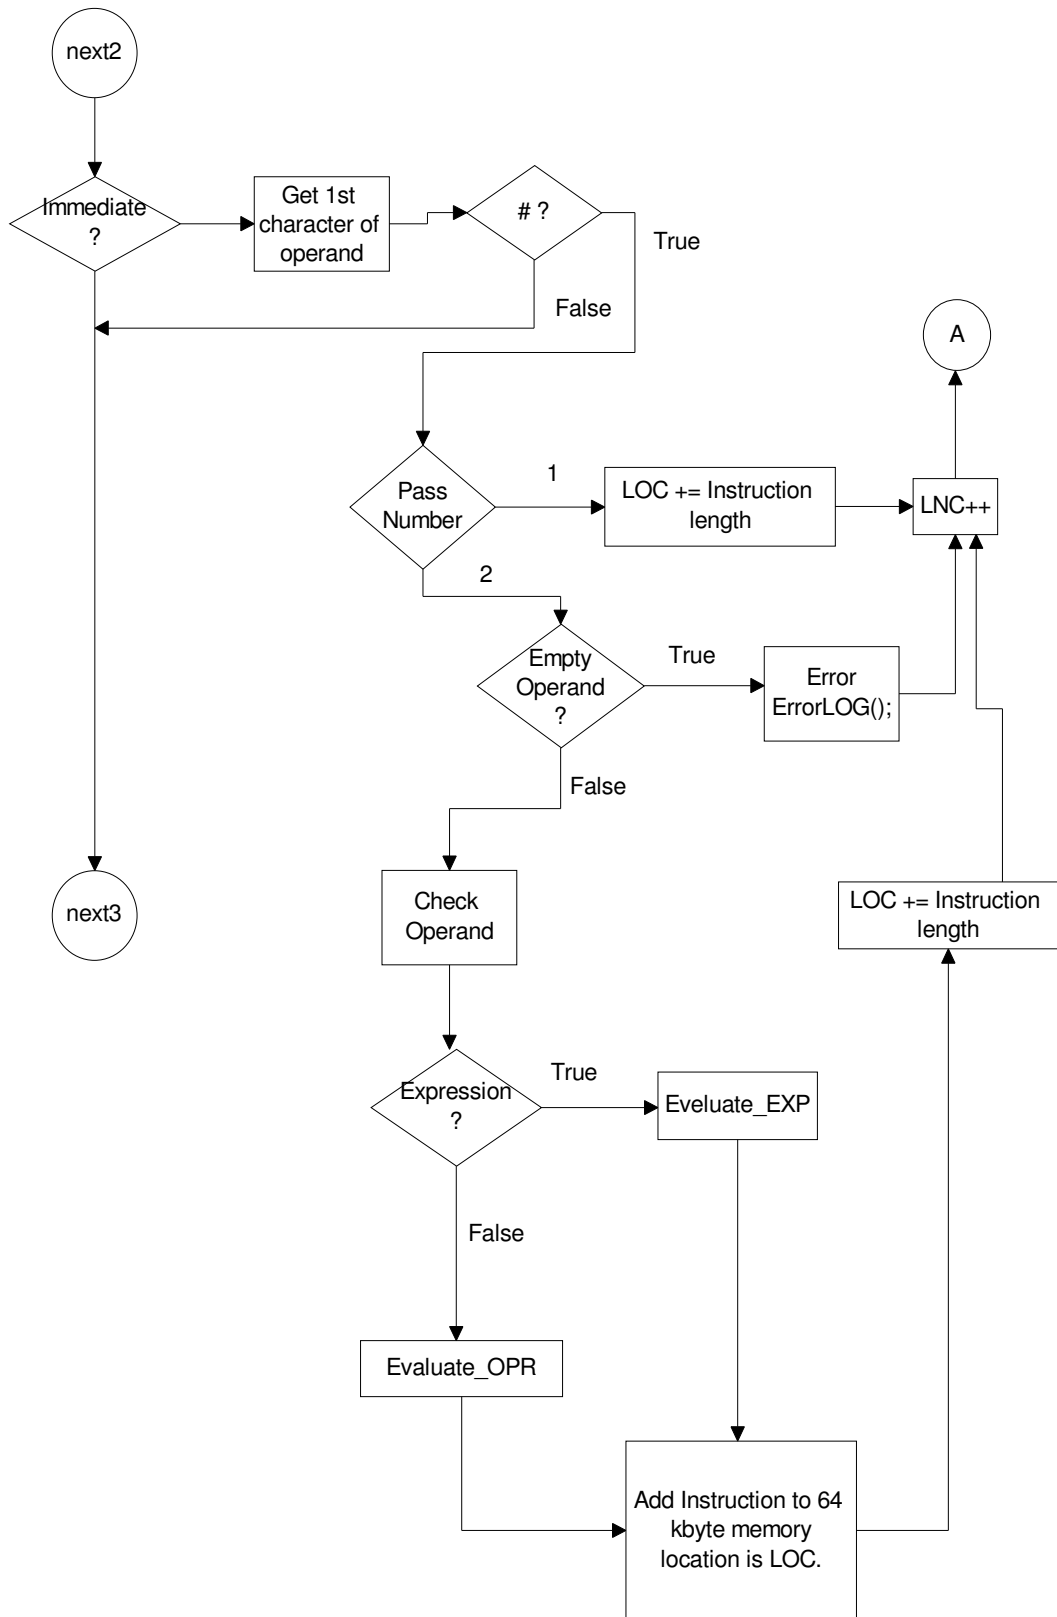 next2
Immediate
?
Get 1st
character of
operand
# ?
True
False
A
Pass
Number
1
LOC += Instruction
length
LNC++
2
Empty
Operand
?
True
Error
ErrorLOG();
False
Check
Operand
next3
LOC += Instruction
length
Expression
?
True
Eveluate_EXP
False
Evaluate_OPR
Add Instruction to 64
kbyte memory
location is LOC.